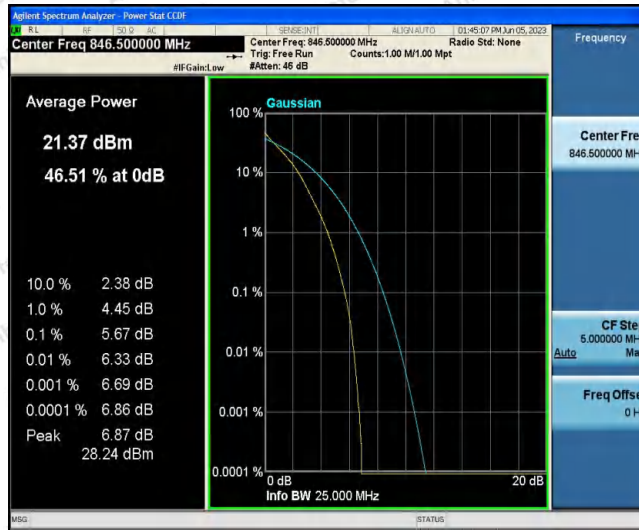 Agilent Spectrum Analyzer - Power Stat CCDF
RL RF 50 Ω AC SENSE:INT ALIGN AUTO 01:45:07 PM Jun 05, 2023
Center Freq 846.500000 MHz
Center Freq: 846.500000 MHz Radio Std: None
Trig: Free Run Counts:1.00 M/1.00 Mpt
#IFGain:Low #Atten: 46 dB
Frequency
Average Power
21.37 dBm
46.51 % at 0dB
10.0 % 2.38 dB
1.0 % 4.45 dB
0.1 % 5.67 dB
0.01 % 6.33 dB
0.001 % 6.69 dB
0.0001 % 6.86 dB
Peak 6.87 dB
28.24 dBm
Gaussian
100 %
10 %
1 %
0.1 %
0.01 %
0.001 %
0.0001 %
0 dB 20 dB
Info BW 25.000 MHz
Center Fre
846.500000 MH
CF Ste
5.000000 MH
Auto Ma
Freq Offse
0 H
MSG STATUS